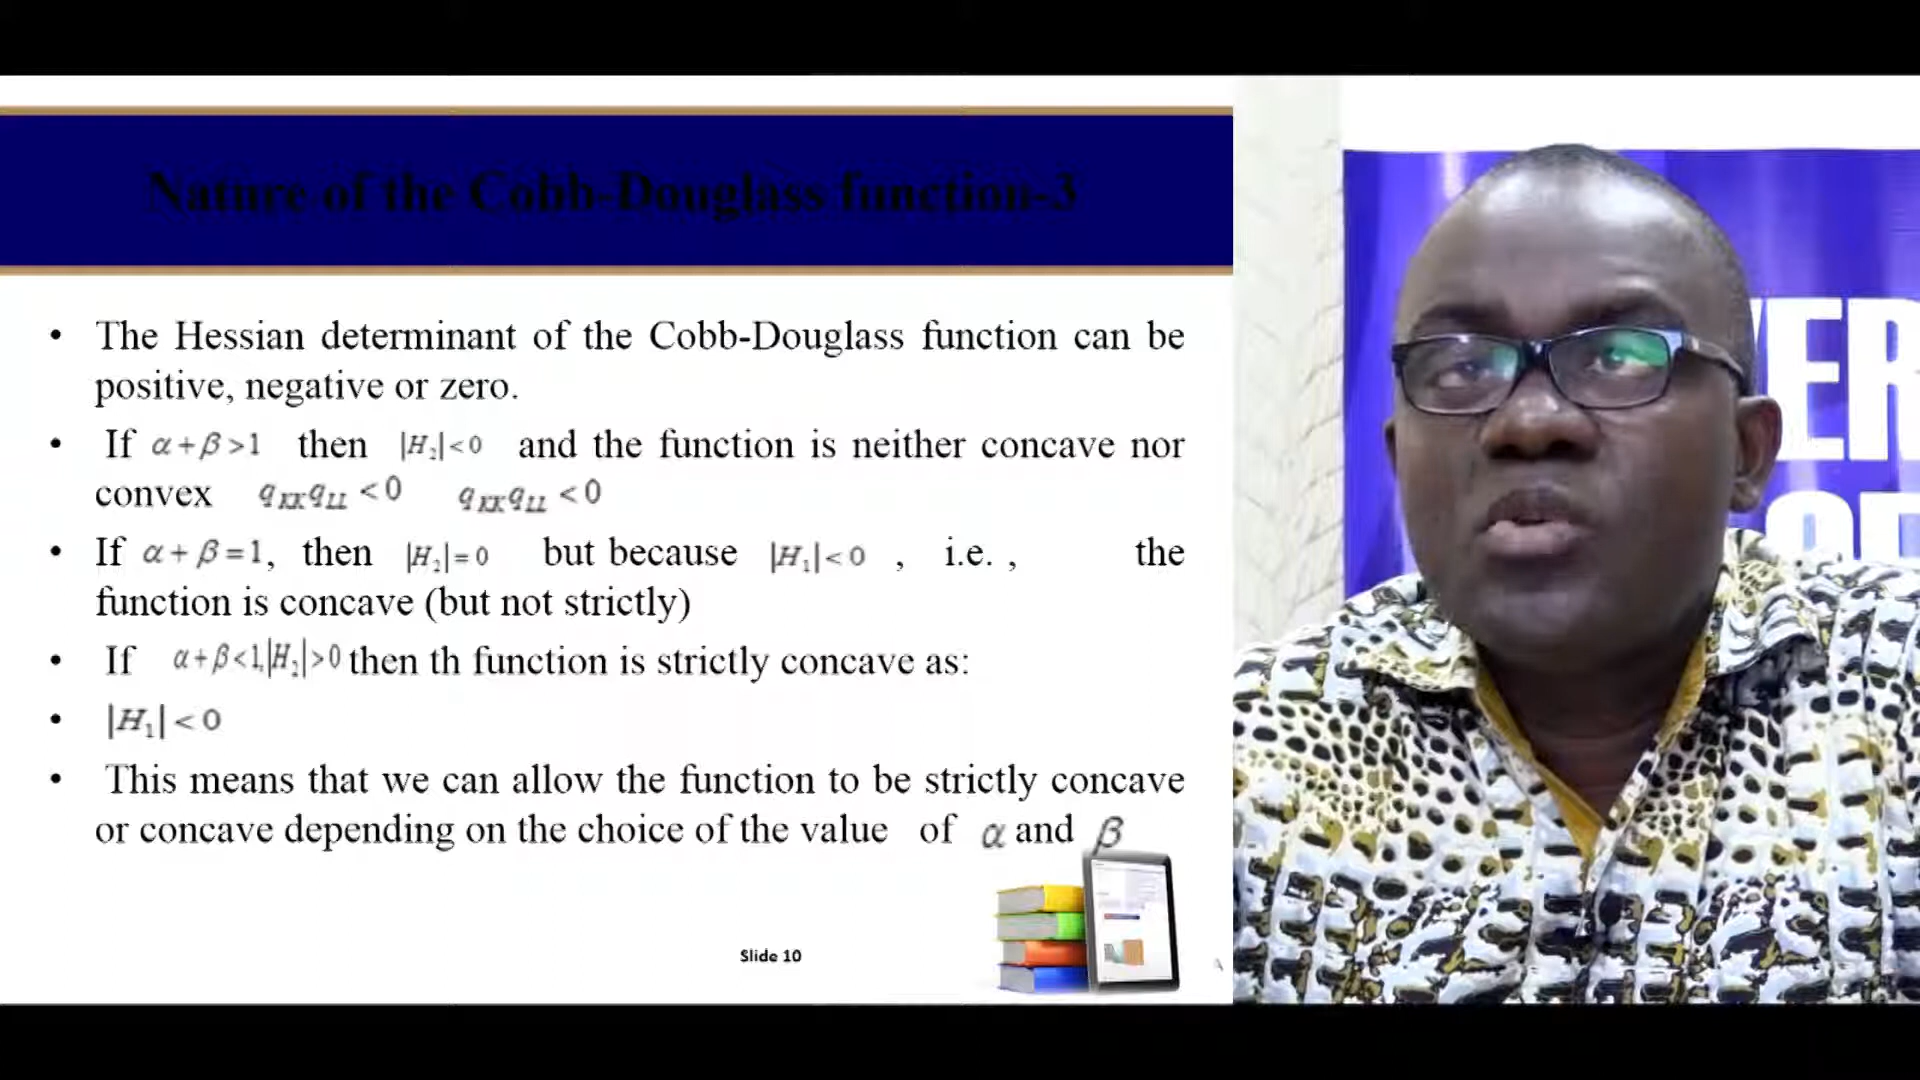 Nature of the Cobb-Douglass function-3
• The Hessian determinant of the Cobb-Douglass function can be
positive, negative or zero.
• If α+β>1 then |H₂|<0 and the function is neither concave nor
convex q_KK q_LL <0 q_KK q_LL <0
• If α+β=1, then |H₂|=0 but because |H₁|<0 , i.e. , the
function is concave (but not strictly)
• If α+β<1,|H₂|>0 then th function is strictly concave as:
• |H₁|<0
• This means that we can allow the function to be strictly concave
or concave depending on the choice of the value of α and β
Slide 10
VER